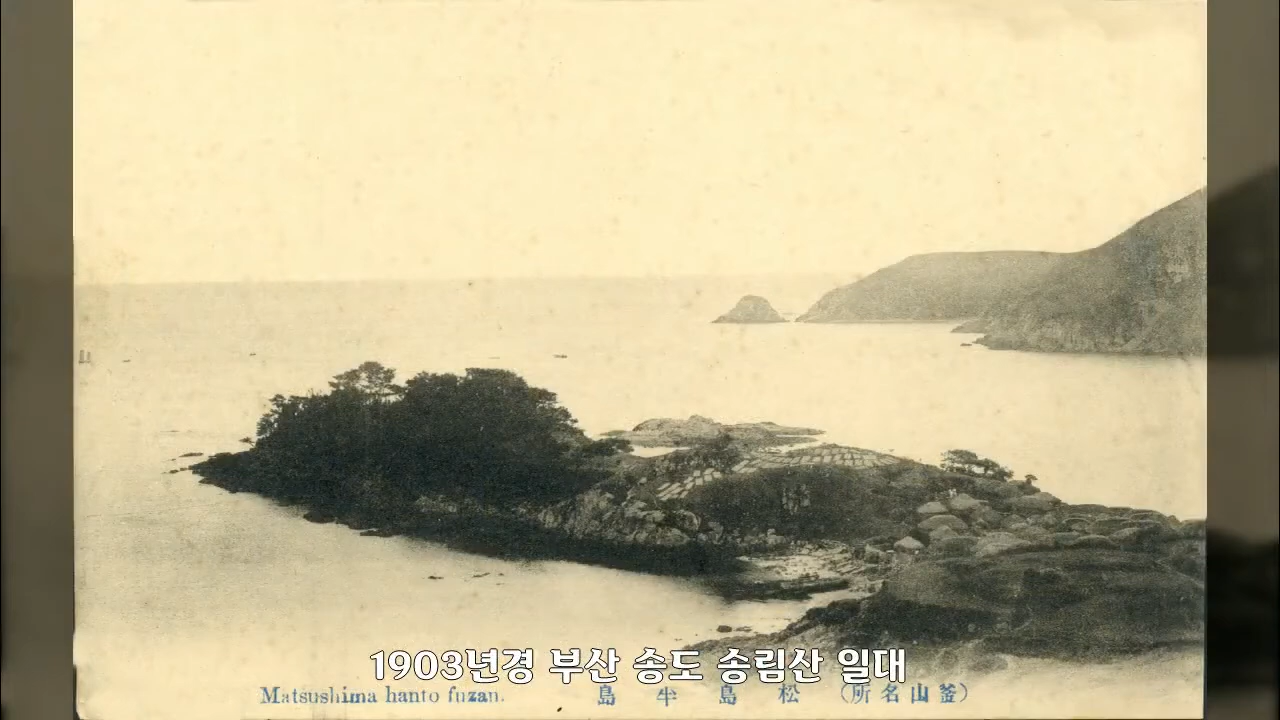 1903년경 부산 송도 송림산 일대
Matsushima hanto fuzan. 島 半 島 松 （所名山釜）